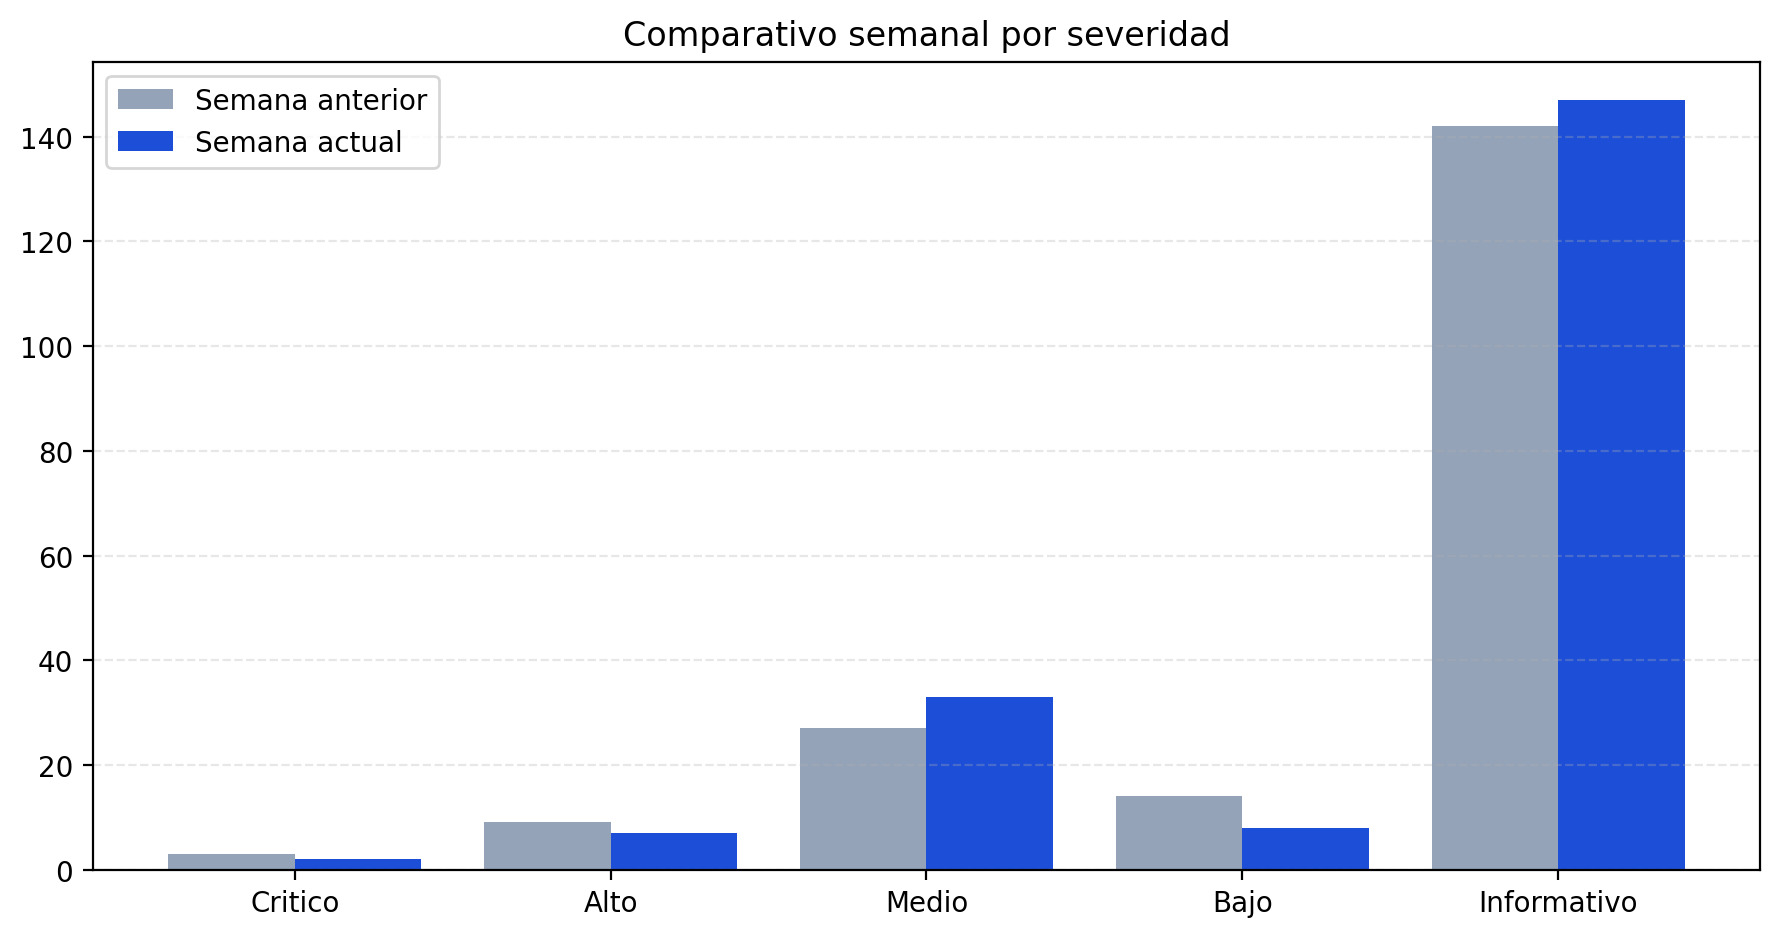 Comparativo semanal por severidad
Semana anterior
Semana actual
140
120
100
80
60
40
20
0
Critico
Alto
Medio
Bajo
Informativo